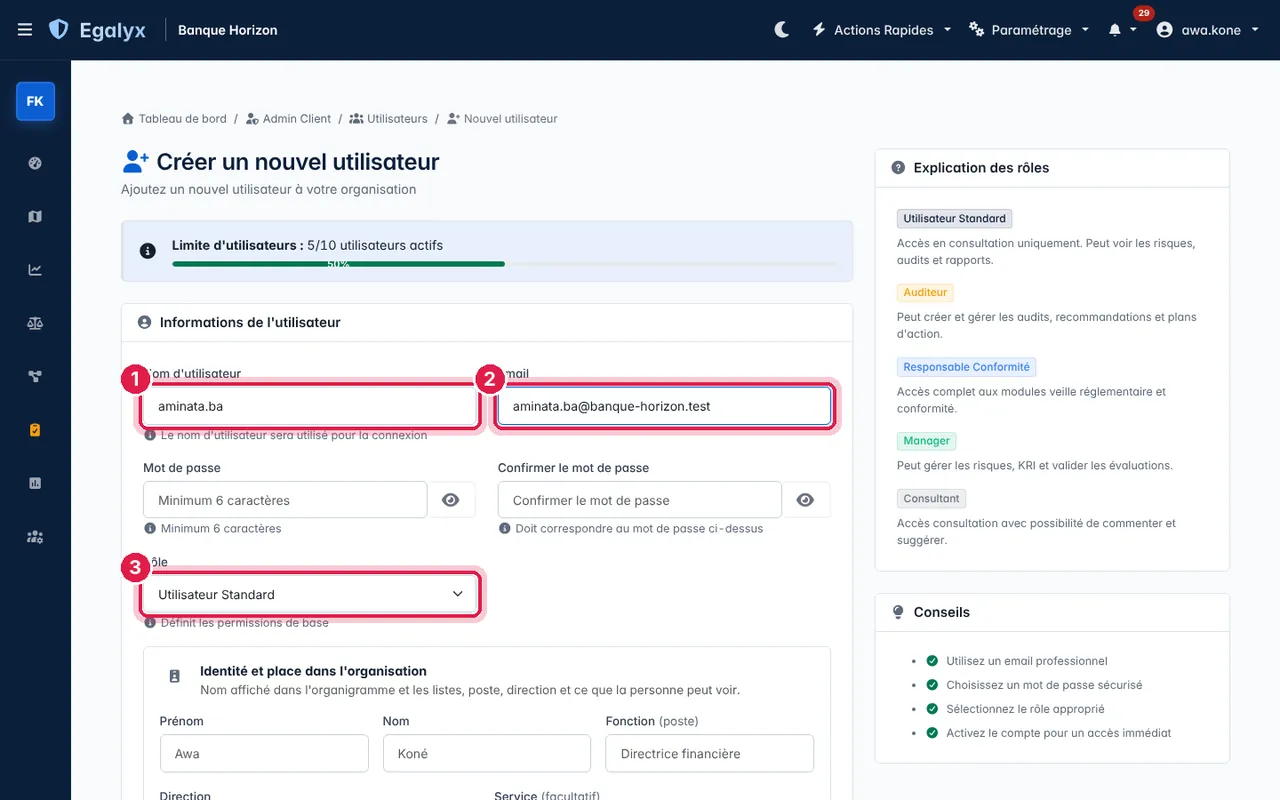 Egalyx
Banque Horizon
Actions Rapides
Paramétrage
29
awa.kone
FK
Tableau de bord / Admin Client / Utilisateurs / Nouvel utilisateur
Créer un nouvel utilisateur
Ajoutez un nouvel utilisateur à votre organisation
Limite d'utilisateurs : 5/10 utilisateurs actifs
50%
Informations de l'utilisateur
1
om d'utilisateur
aminata.ba
Le nom d'utilisateur sera utilisé pour la connexion
2
mail
aminata.ba@banque-horizon.test
Mot de passe
Minimum 6 caractères
Minimum 6 caractères
Confirmer le mot de passe
Confirmer le mot de passe
Doit correspondre au mot de passe ci-dessus
3
ôle
Utilisateur Standard
Définit les permissions de base
Identité et place dans l'organisation
Nom affiché dans l'organigramme et les listes, poste, direction et ce que la personne peut voir.
Prénom
Awa
Nom
Koné
Fonction (poste)
Directrice financière
Direction
Service (facultatif)
Explication des rôles
Utilisateur Standard
Accès en consultation uniquement. Peut voir les risques,
audits et rapports.
Auditeur
Peut créer et gérer les audits, recommandations et plans
d'action.
Responsable Conformité
Accès complet aux modules veille réglementaire et
conformité.
Manager
Peut gérer les risques, KRI et valider les évaluations.
Consultant
Accès consultation avec possibilité de commenter et
suggérer.
Conseils
Utilisez un email professionnel
Choisissez un mot de passe sécurisé
Sélectionnez le rôle approprié
Activez le compte pour un accès immédiat